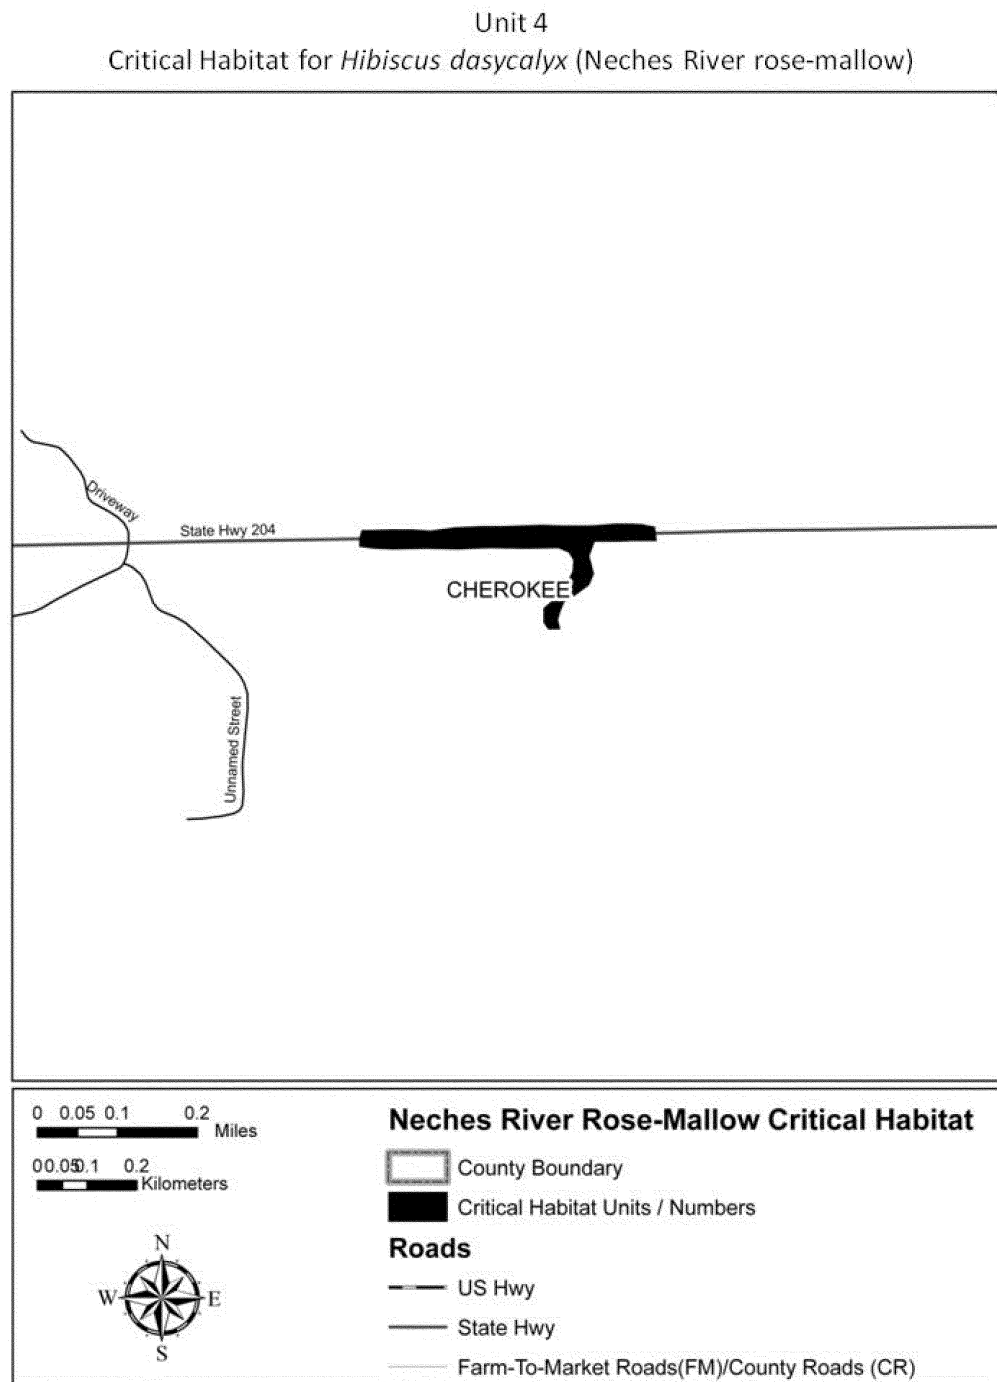 Unit 4
Critical Habitat for Hibiscus dasycalyx (Neches River rose-mallow)
Driveway
State Hwy 204
CHEROKEE
Unnamed Street
0 0.05 0.1 0.2
Miles
0 0.05 0.1 0.2
Kilometers
N
W E
S
Neches River Rose-Mallow Critical Habitat
County Boundary
Critical Habitat Units / Numbers
Roads
US Hwy
State Hwy
Farm-To-Market Roads(FM)/County Roads (CR)